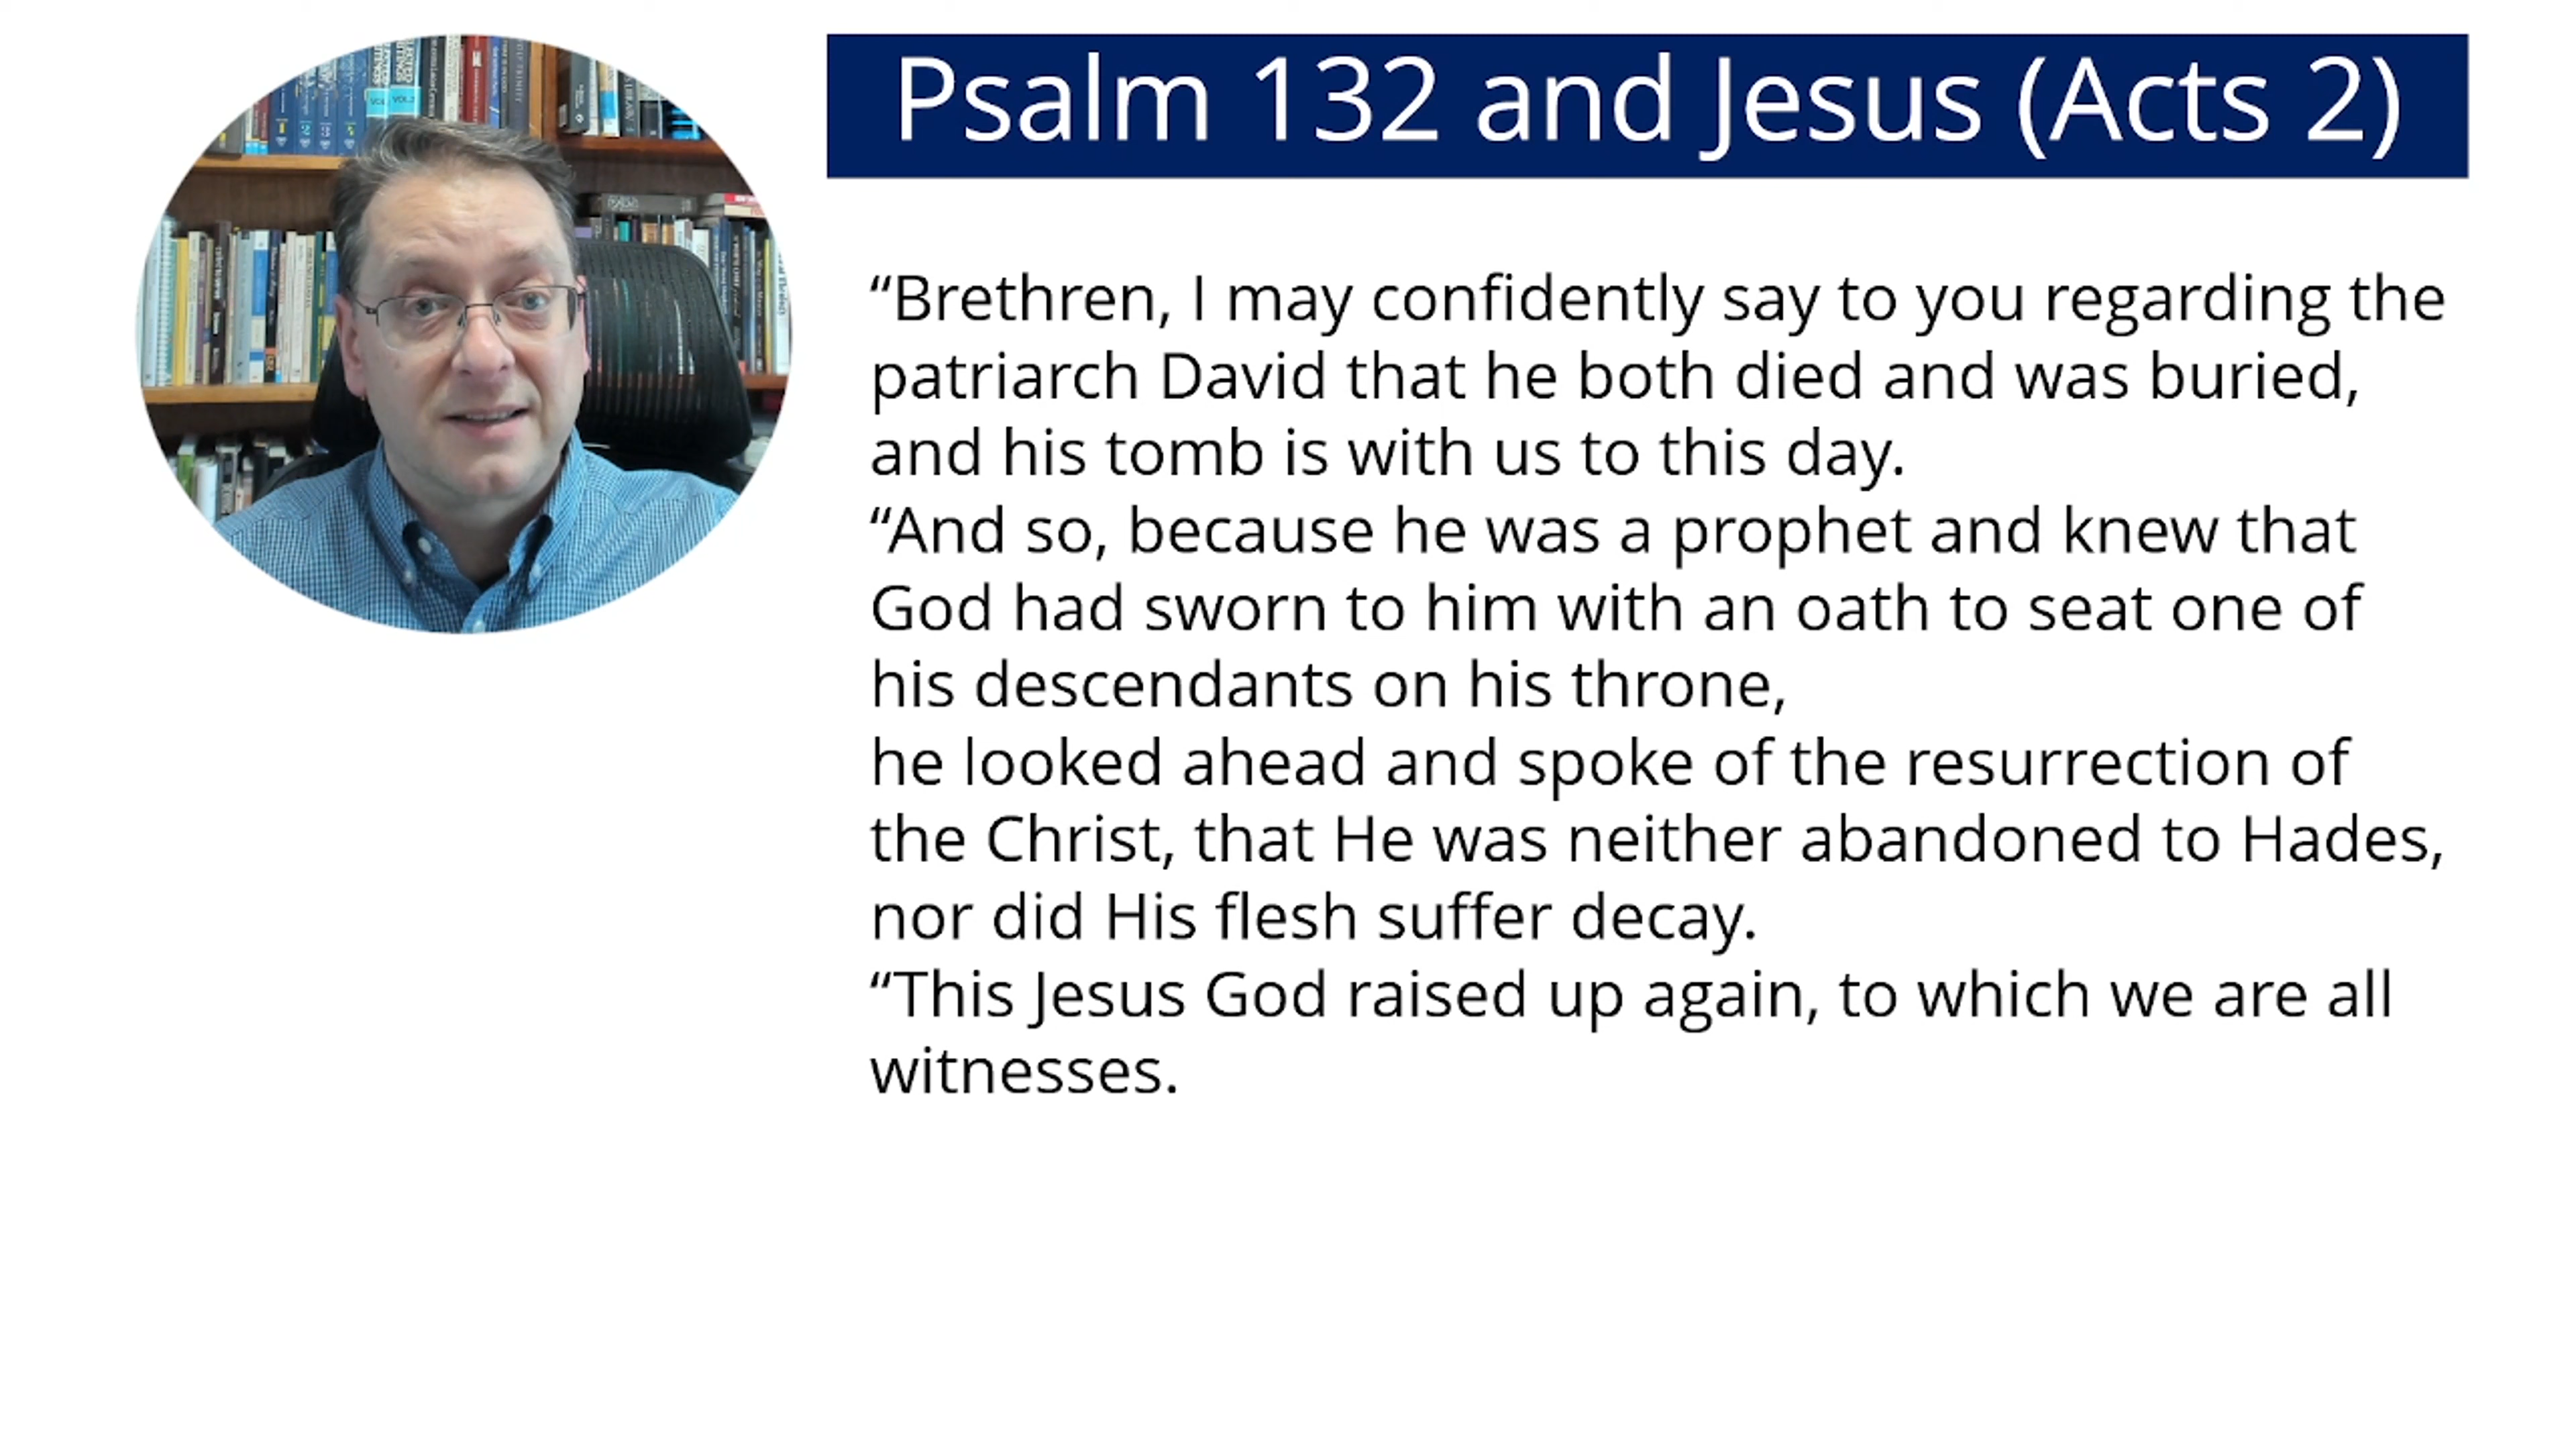 Psalm 132 and Jesus (Acts 2)
“Brethren, I may confidently say to you regarding the
patriarch David that he both died and was buried,
and his tomb is with us to this day.
“And so, because he was a prophet and knew that
God had sworn to him with an oath to seat one of
his descendants on his throne,
he looked ahead and spoke of the resurrection of
the Christ, that He was neither abandoned to Hades,
nor did His flesh suffer decay.
“This Jesus God raised up again, to which we are all
witnesses.